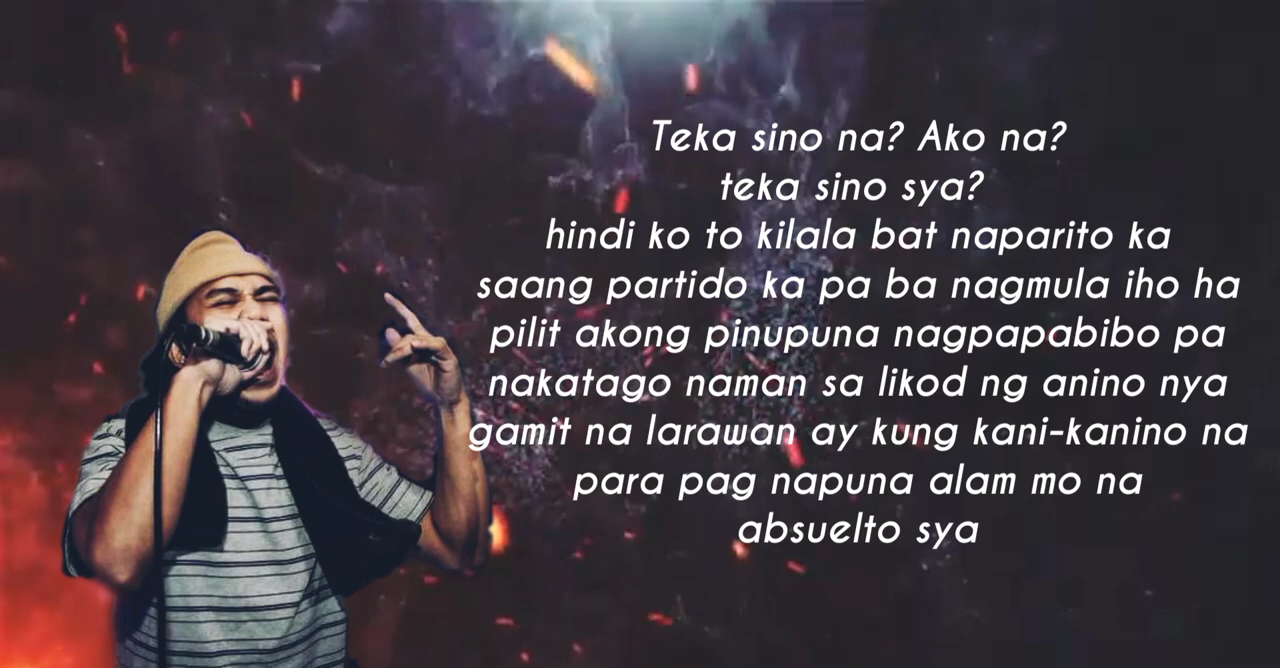 Teka sino na? Ako na?
teka sino sya?
hindi ko to kilala bat naparito ka
saang partido ka pa ba nagmula iho ha
pilit akong pinupuna nagpapabibo pa
nakatago naman sa likod ng anino nya
gamit na larawan ay kung kani-kanino na
para pag napuna alam mo na
absuelto sya